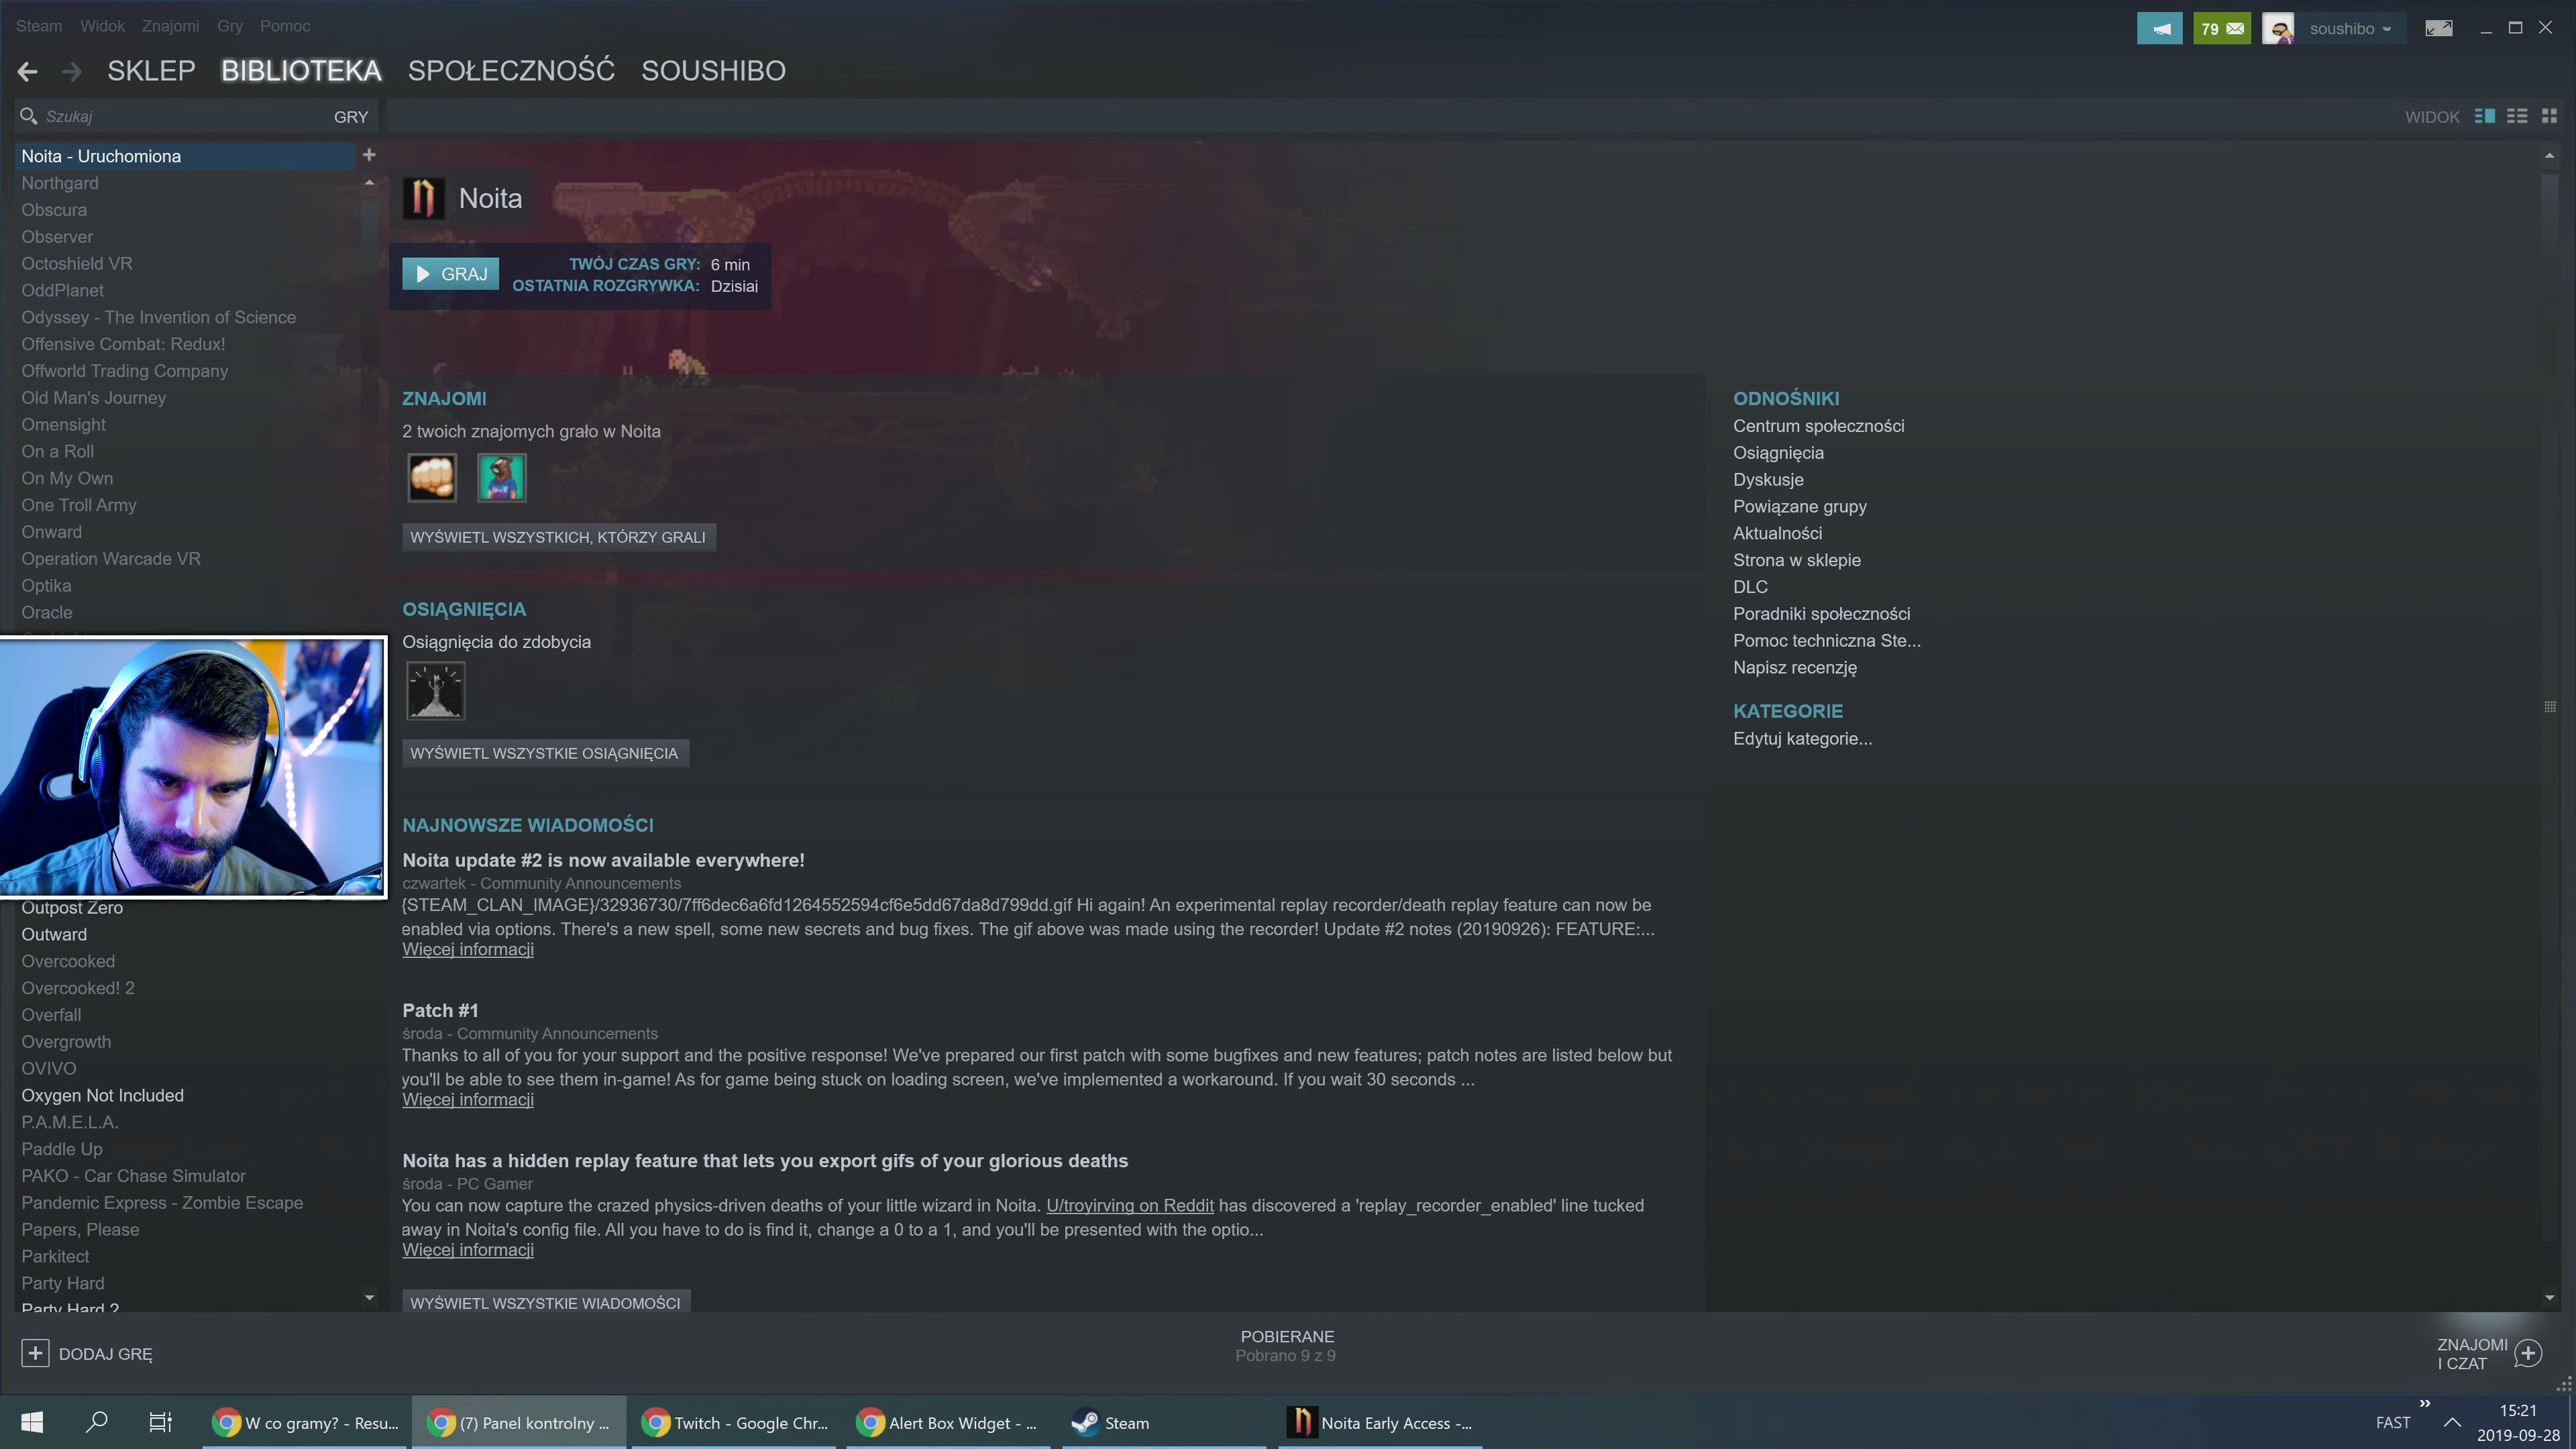 Steam Widok Znajomi Gry Pomoc
79 soushibo
SKLEP BIBLIOTEKA SPOŁECZNOŚĆ SOUSHIBO
Szukaj GRY
WIDOK
Noita - Uruchomiona
Northgard
Obscura
Observer
Octoshield VR
OddPlanet
Odyssey - The Invention of Science
Offensive Combat: Redux!
Offworld Trading Company
Old Man's Journey
Omensight
On a Roll
On My Own
One Troll Army
Onward
Operation Warcade VR
Optika
Oracle
Outpost Zero
Outward
Overcooked
Overcooked! 2
Overfall
Overgrowth
OVIVO
Oxygen Not Included
P.A.M.E.L.A.
Paddle Up
PAKO - Car Chase Simulator
Pandemic Express - Zombie Escape
Papers, Please
Parkitect
Party Hard
Party Hard 2
Noita
GRAJ
TWÓJ CZAS GRY: 6 min
OSTATNIA ROZGRYWKA: Dzisiaj
ZNAJOMI
2 twoich znajomych grało w Noita
WYŚWIETL WSZYSTKICH, KTÓRZY GRALI
OSIĄGNIĘCIA
Osiągnięcia do zdobycia
WYŚWIETL WSZYSTKIE OSIĄGNIĘCIA
NAJNOWSZE WIADOMOŚCI
Noita update #2 is now available everywhere!
czwartek - Community Announcements
{STEAM_CLAN_IMAGE}/32936730/7ff6dec6a6fd1264552594cf6e5dd67da8d799dd.gif Hi again! An experimental replay recorder/death replay feature can now be
enabled via options. There's a new spell, some new secrets and bug fixes. The gif above was made using the recorder! Update #2 notes (20190926): FEATURE:...
Więcej informacji
Patch #1
środa - Community Announcements
Thanks to all of you for your support and the positive response! We've prepared our first patch with some bugfixes and new features; patch notes are listed below but
you'll be able to see them in-game! As for game being stuck on loading screen, we've implemented a workaround. If you wait 30 seconds ...
Więcej informacji
Noita has a hidden replay feature that lets you export gifs of your glorious deaths
środa - PC Gamer
You can now capture the crazed physics-driven deaths of your little wizard in Noita. U/troyirving on Reddit has discovered a 'replay_recorder_enabled' line tucked
away in Noita's config file. All you have to do is find it, change a 0 to a 1, and you'll be presented with the optio...
Więcej informacji
WYŚWIETL WSZYSTKIE WIADOMOŚCI
ODNOŚNIKI
Centrum społeczności
Osiągnięcia
Dyskusje
Powiązane grupy
Aktualności
Strona w sklepie
DLC
Poradniki społeczności
Pomoc techniczna Ste...
Napisz recenzję
KATEGORIE
Edytuj kategorie...
DODAJ GRĘ
POBIERANE
Pobrano 9 z 9
ZNAJOMI
I CZAT
W co gramy? - Resu... (7) Panel kontrolny ... Twitch - Google Chr... Alert Box Widget - ... Steam Noita Early Access -...
FAST
15:21
2019-09-28